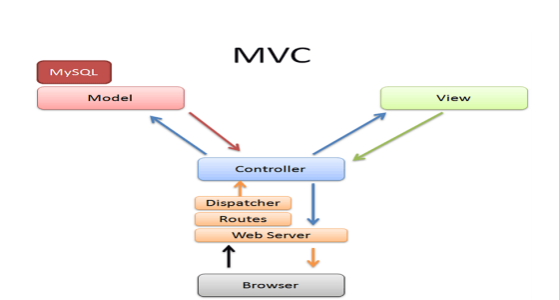 MVC
MySQL
Model
View
Controller
Dispatcher
Routes
Web Server
Browser